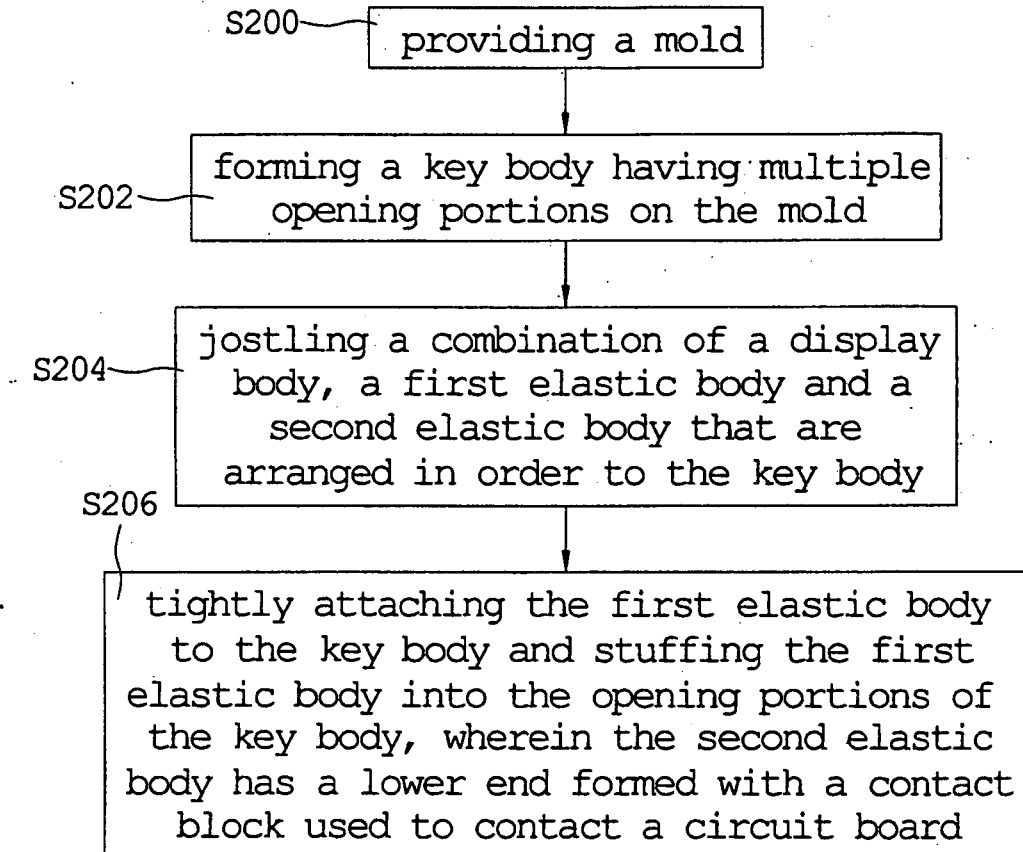 S200
providing a mold
S202
forming a key body having multiple
opening portions on the mold
S204
jostling a combination of a display
body, a first elastic body and a
second elastic body that are
arranged in order to the key body
S206
tightly attaching the first elastic body
to the key body and stuffing the first
elastic body into the opening portions of
the key body, wherein the second elastic
body has a lower end formed with a contact
block used to contact a circuit board